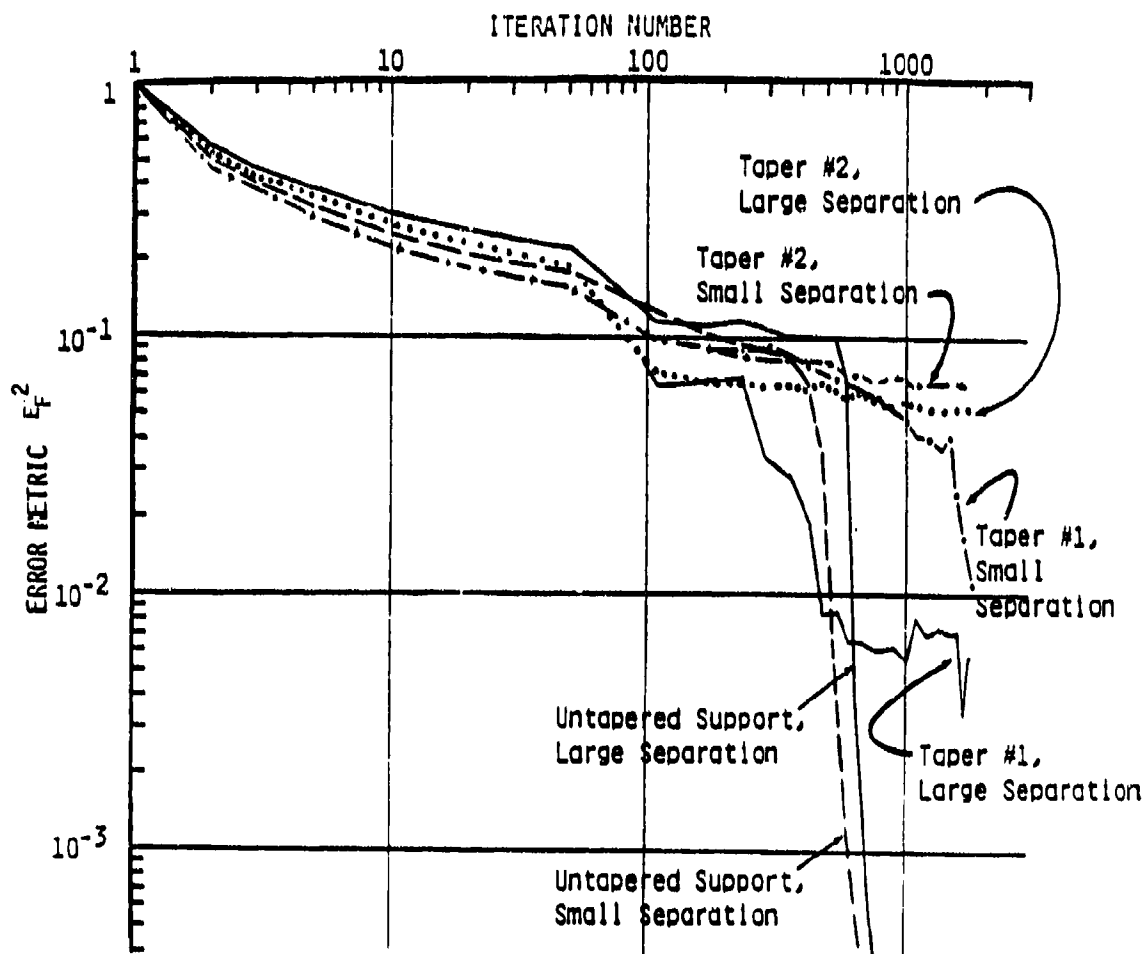 ITERATION NUMBER
1 10 100 1000
1
10-1
10-2
10-3
ERROR METRIC EF2
Taper #2,
Large Separation
Taper #2,
Small Separation
Taper #1,
Small
Separation
Untapered Support,
Large Separation
Taper #1,
Large Separation
Untapered Support,
Small Separation